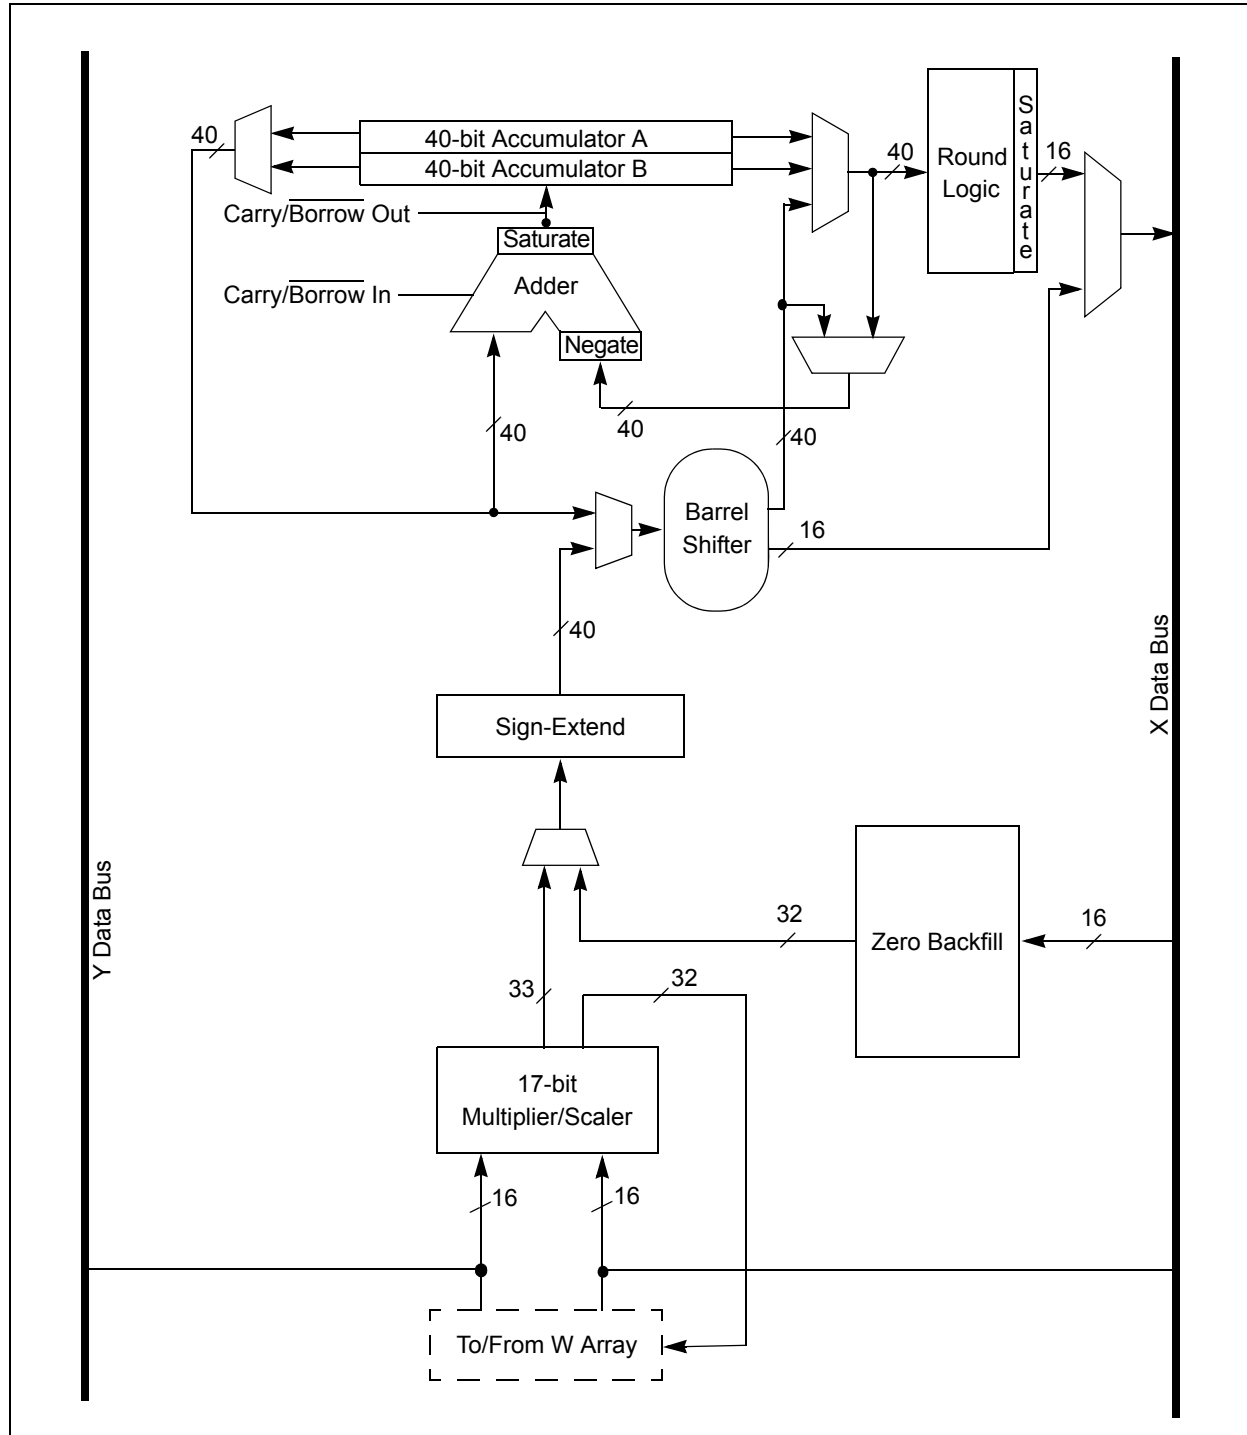 40
40-bit Accumulator A
40-bit Accumulator B
40
Round
Logic
Saturate
16
Carry/Borrow Out
Saturate
Carry/Borrow In
Adder
Negate
40
40
40
Barrel
Shifter
16
40
Sign-Extend
X Data Bus
Y Data Bus
32
Zero Backfill
16
33
32
17-bit
Multiplier/Scaler
16
16
To/From W Array